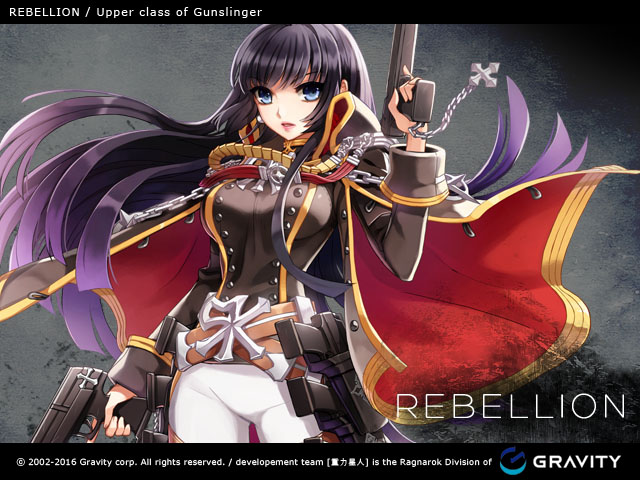 REBELLION / Upper class of Gunslinger
REBELLION
© 2002-2016 Gravity corp. All rights reserved. / developement team [重力星人] is the Ragnarok Division of GRAVITY